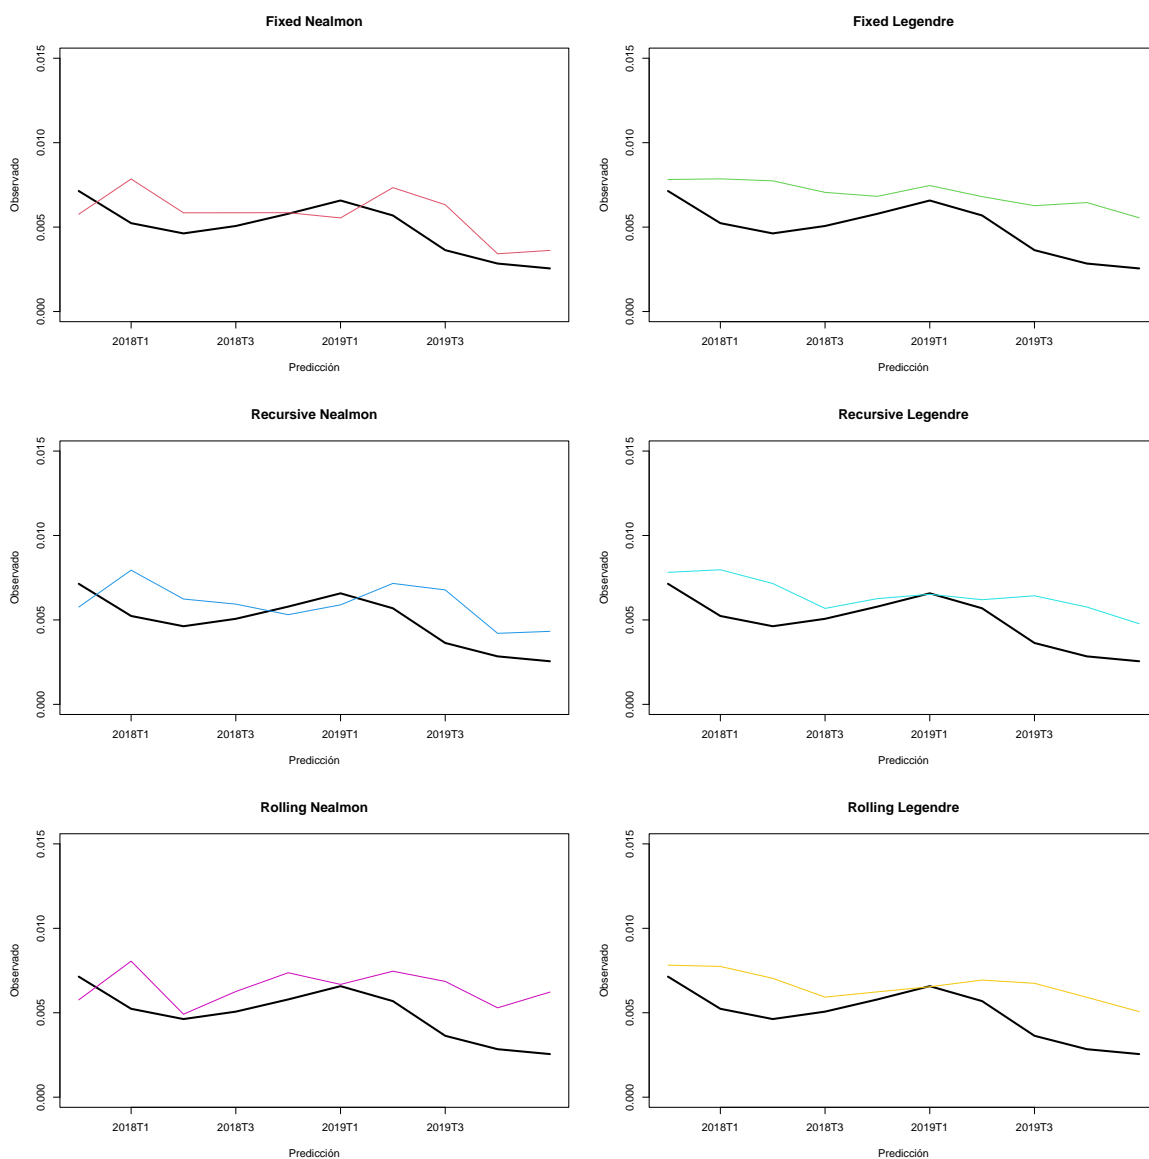 Fixed Nealmon
Observado
0.015
0.010
0.005
0.000
2018T1 2018T3 2019T1 2019T3
Predicción
Fixed Legendre
Observado
0.015
0.010
0.005
0.000
2018T1 2018T3 2019T1 2019T3
Predicción
Recursive Nealmon
Observado
0.015
0.010
0.005
0.000
2018T1 2018T3 2019T1 2019T3
Predicción
Recursive Legendre
Observado
0.015
0.010
0.005
0.000
2018T1 2018T3 2019T1 2019T3
Predicción
Rolling Nealmon
Observado
0.015
0.010
0.005
0.000
2018T1 2018T3 2019T1 2019T3
Predicción
Rolling Legendre
Observado
0.015
0.010
0.005
0.000
2018T1 2018T3 2019T1 2019T3
Predicción